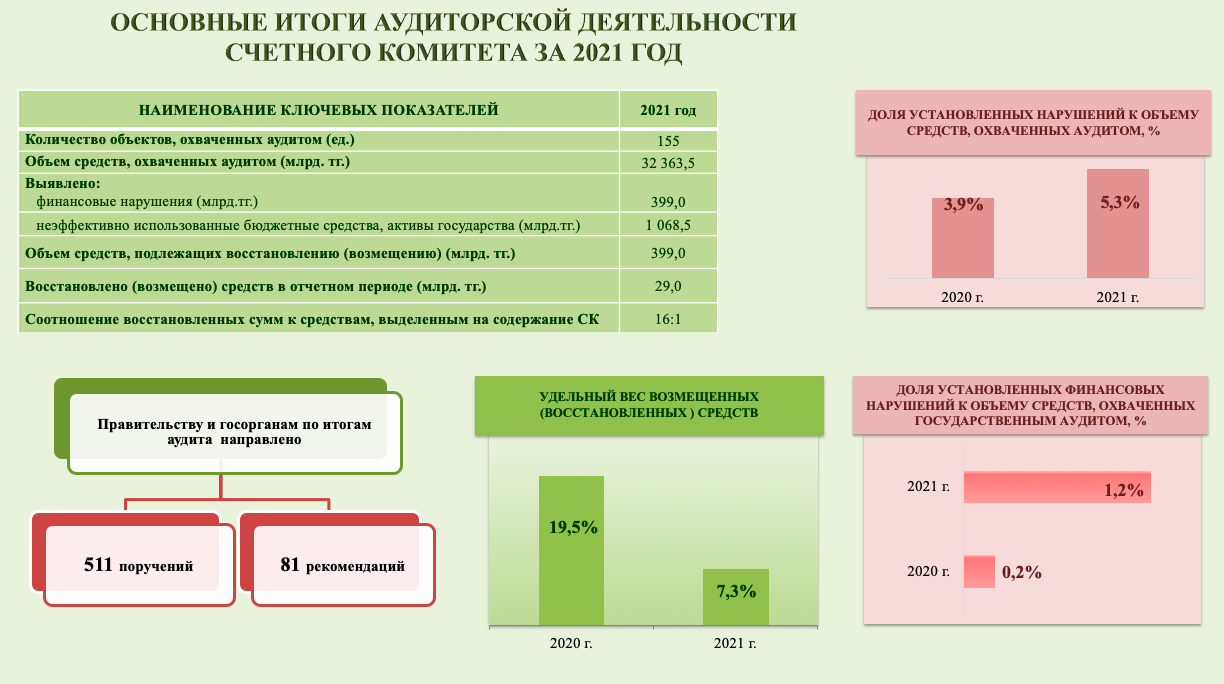 ОСНОВНЫЕ ИТОГИ АУДИТОРСКОЙ ДЕЯТЕЛЬНОСТИ
СЧЕТНОГО КОМИТЕТА ЗА 2021 ГОД
НАИМЕНОВАНИЕ КЛЮЧЕВЫХ ПОКАЗАТЕЛЕЙ 2021 год
Количество объектов, охваченных аудитом (ед.) 155
Объем средств, охваченных аудитом (млрд. тг.) 32 363,5
Выявлено:
финансовые нарушения (млрд.тг.) 399,0
неэффективно использованные бюджетные средства, активы государства (млрд.тг.) 1 068,5
Объем средств, подлежащих восстановлению (возмещению) (млрд. тг.) 399,0
Восстановлено (возмещено) средств в отчетном периоде (млрд. тг.) 29,0
Соотношение восстановленных сумм к средствам, выделенным на содержание СК 16:1
ДОЛЯ УСТАНОВЛЕННЫХ НАРУШЕНИЙ К ОБЪЕМУ
СРЕДСТВ, ОХВАЧЕННЫХ АУДИТОМ, %
3,9% 5,3%
2020 г. 2021 г.
Правительству и госорганам по итогам
аудита направлено
511 поручений 81 рекомендаций
УДЕЛЬНЫЙ ВЕС ВОЗМЕЩЕННЫХ
(ВОССТАНОВЛЕННЫХ ) СРЕДСТВ
19,5%
7,3%
2020 г. 2021 г.
ДОЛЯ УСТАНОВЛЕННЫХ ФИНАНСОВЫХ
НАРУШЕНИЙ К ОБЪЕМУ СРЕДСТВ, ОХВАЧЕННЫХ
ГОСУДАРСТВЕННЫМ АУДИТОМ, %
2021 г. 1,2%
2020 г. 0,2%